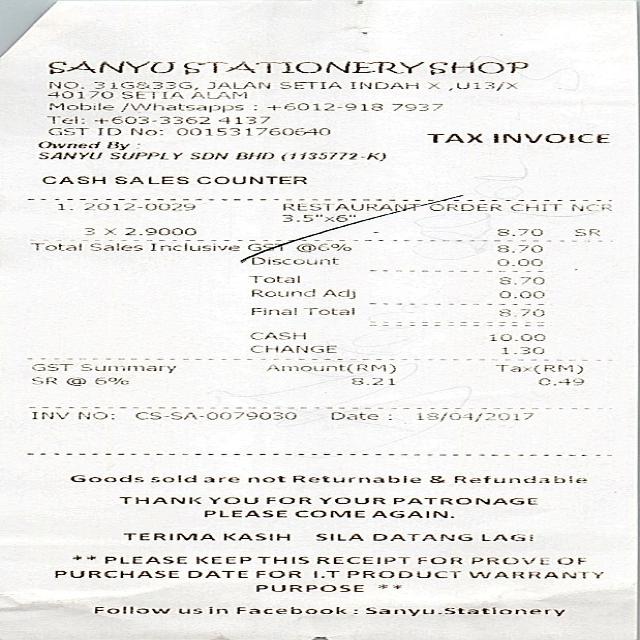 SANYU STATIONERY SHOP
NO. 31G&33G, JALAN SETIA INDAH X ,U13/X
40170 SETIA ALAM
Mobile /Whatsapps : +6012-918 7937
Tel: +603-3362 4137
GST ID No: 001531760640
TAX INVOICE
Owned By :
SANYU SUPPLY SDN BHD (1135772-K)
CASH SALES COUNTER
1. 2012-0029 RESTAURANT ORDER CHIT NCR
3.5"x6"
3 X 2.9000 - 8.70 SR
Total Sales Inclusive GST @6% 8.70
Discount 0.00
Total 8.70
Round Adj 0.00
Final Total 8.70
CASH 10.00
CHANGE 1.30
GST Summary Amount(RM) Tax(RM)
SR @ 6% 8.21 0.49
INV NO: CS-SA-0079030 Date : 18/04/2017
Goods sold are not Returnable & Refundable
THANK YOU FOR YOUR PATRONAGE
PLEASE COME AGAIN.
TERIMA KASIH SILA DATANG LAGI
** PLEASE KEEP THIS RECEIPT FOR PROVE OF
PURCHASE DATE FOR I.T PRODUCT WARRANTY
PURPOSE **
Follow us in Facebook : Sanyu.Stationery